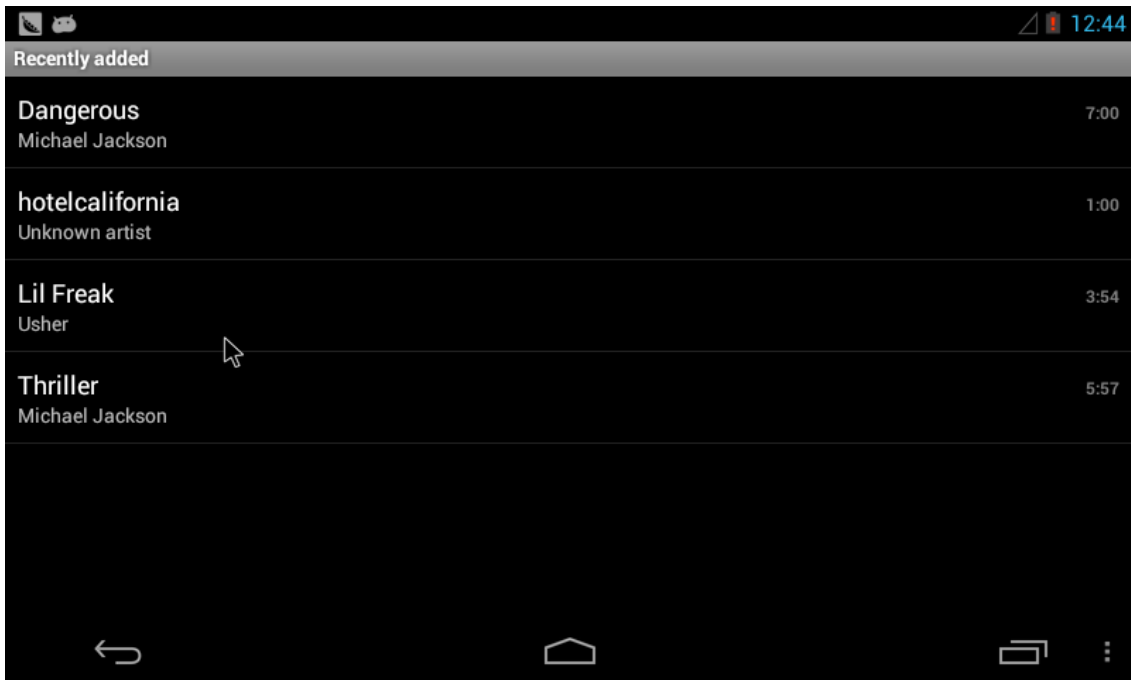 12:44
Recently added
Dangerous 7:00
Michael Jackson
hotelcalifornia 1:00
Unknown artist
Lil Freak 3:54
Usher
Thriller 5:57
Michael Jackson